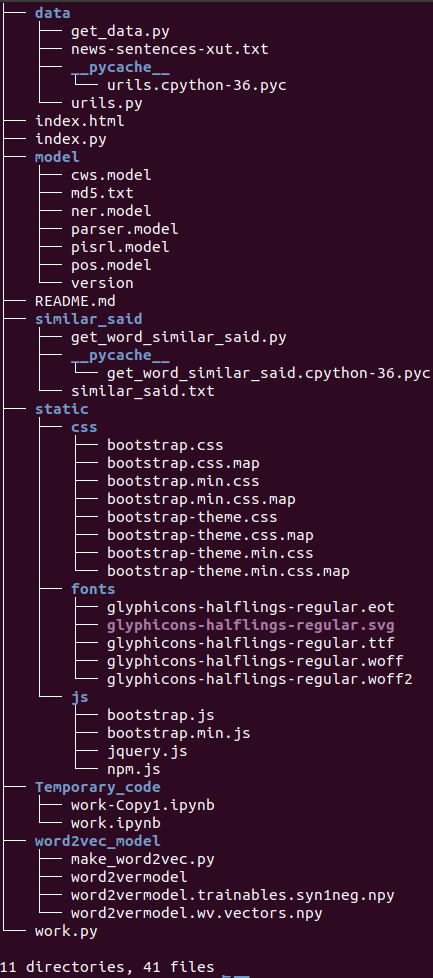 ├── data
│   ├── get_data.py
│   ├── news-sentences-xut.txt
│   ├── __pycache__
│   │   └── urils.cpython-36.pyc
│   └── urils.py
├── index.html
├── index.py
├── model
│   ├── cws.model
│   ├── md5.txt
│   ├── ner.model
│   ├── parser.model
│   ├── pisrl.model
│   ├── pos.model
│   └── version
├── README.md
├── similar_said
│   ├── get_word_similar_said.py
│   ├── __pycache__
│   │   └── get_word_similar_said.cpython-36.pyc
│   └── similar_said.txt
├── static
│   ├── css
│   │   ├── bootstrap.css
│   │   ├── bootstrap.css.map
│   │   ├── bootstrap.min.css
│   │   ├── bootstrap.min.css.map
│   │   ├── bootstrap-theme.css
│   │   ├── bootstrap-theme.css.map
│   │   ├── bootstrap-theme.min.css
│   │   └── bootstrap-theme.min.css.map
│   ├── fonts
│   │   ├── glyphicons-halflings-regular.eot
│   │   ├── glyphicons-halflings-regular.svg
│   │   ├── glyphicons-halflings-regular.ttf
│   │   ├── glyphicons-halflings-regular.woff
│   │   └── glyphicons-halflings-regular.woff2
│   └── js
│       ├── bootstrap.js
│       ├── bootstrap.min.js
│       ├── jquery.js
│       └── npm.js
├── Temporary_code
│   ├── work-Copy1.ipynb
│   └── work.ipynb
├── word2vec_model
│   ├── make_word2vec.py
│   ├── word2vermodel
│   ├── word2vermodel.trainables.syn1neg.npy
│   └── word2vermodel.wv.vectors.npy
└── work.py
11 directories, 41 files